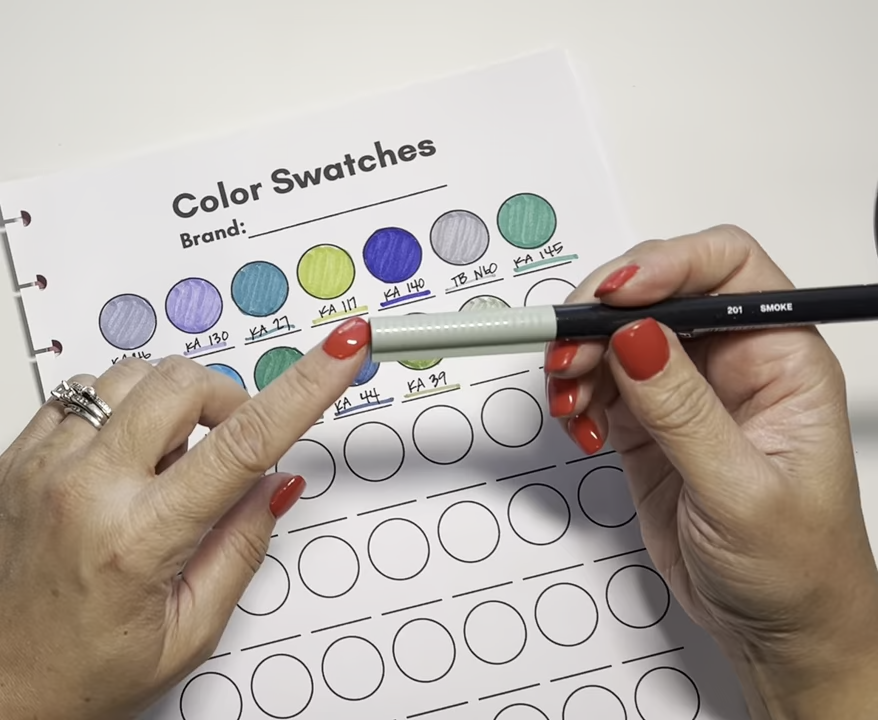 Color Swatches
Brand:
KA 130
KA 27
KA 117
KA 140
TB N60
KA 145
201 SMOKE
KA 44
KA 39